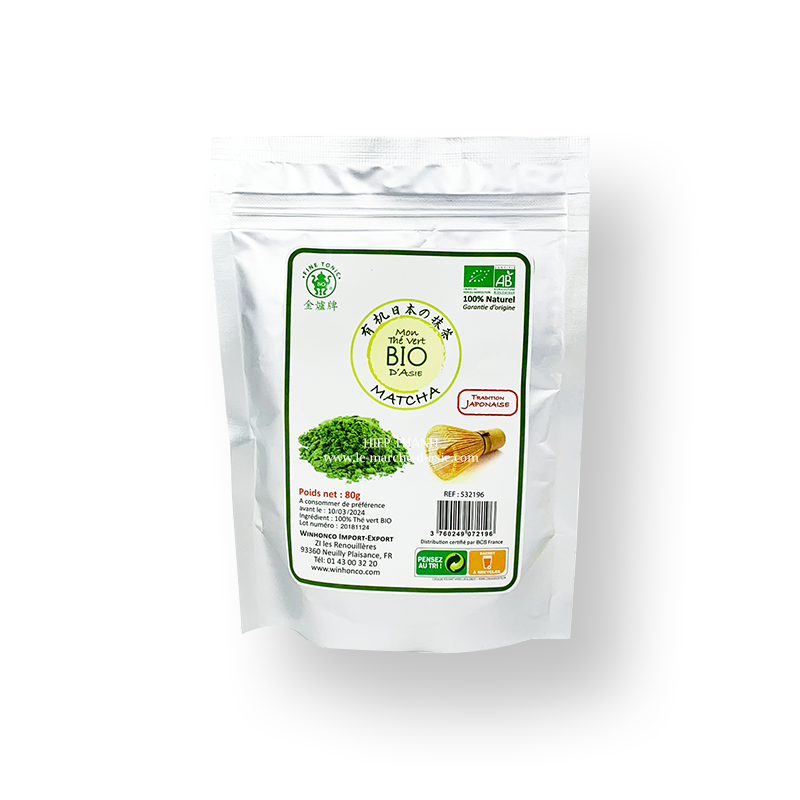 FINE TONIC
金爐牌
100% Naturel
Garantie d'origine
有机日本の抹茶
Mon
Thé Vert
BIO
D'Asie
MATCHA
Tradition
Japonaise
HIEP THANH
www.le-marche-dasie.com
Poids net : 80g
A consommer de préférence
avant le : 10/03/2024
Ingrédient : 100% Thé vert BIO
Lot numéro : 20181124
Winhonco Import-Export
ZI les Renouillères
93360 Neuilly Plaisance, FR
Tél: 01 43 00 32 20
www.winhonco.com
REF : 532196
3 760249 072196
Distribution certifié par BCS France
PENSEZ
AU TRI !
SACHET
À RECYCLER
AB